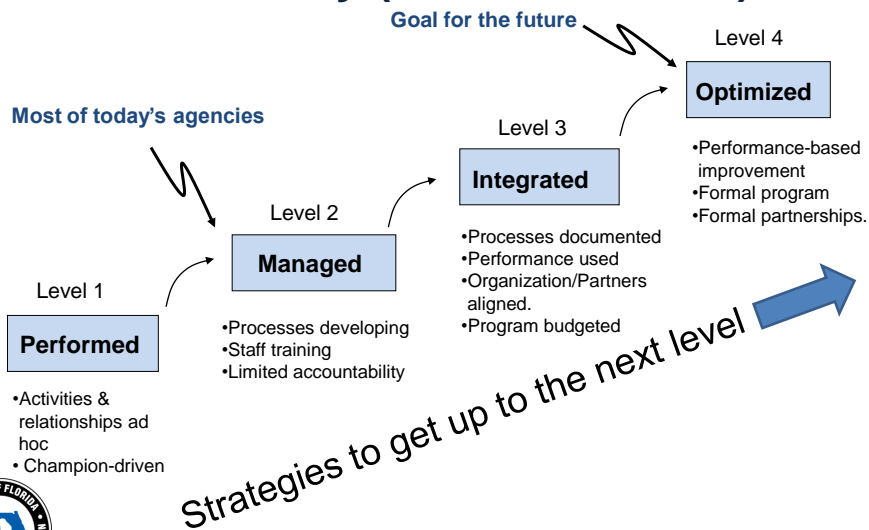 Goal for the future
Level 4
Optimized
•Performance-based
improvement
•Formal program
•Formal partnerships.
Most of today's agencies
Level 3
Integrated
•Processes documented
•Performance used
•Organization/Partners
aligned.
•Program budgeted
Level 2
Managed
•Processes developing
•Staff training
•Limited accountability
Level 1
Performed
•Activities &
relationships ad
hoc
• Champion-driven
Strategies to get up to the next level
FLORIDA